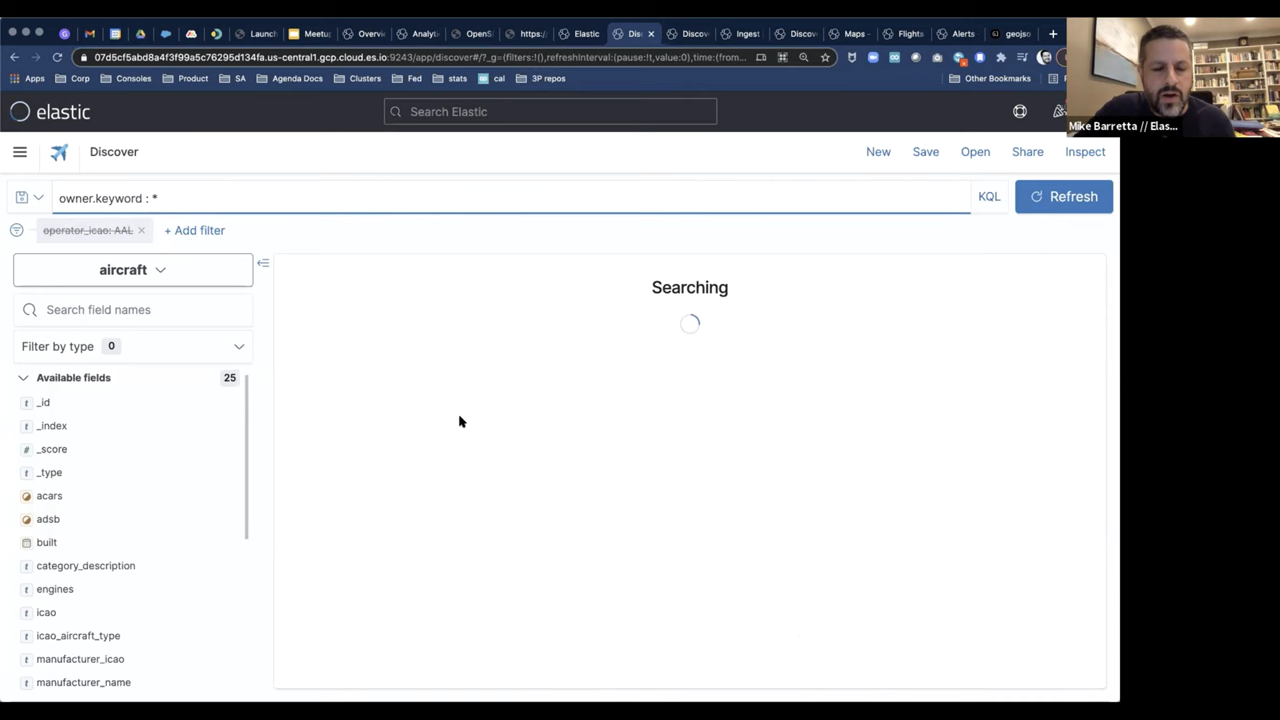 Launch
Meetup
Overvie
Analyt
OpenS
https:/
Elastic
Disc
Discov
Ingest
Discov
Maps -
Flights
Alerts
geojso
07d5cf5abd8a4f3f99a5c76295d134fa.us-central1.gcp.cloud.es.io:9243/app/discover#/?_g=(filters:!(),refreshInterval:(pause:!t,value:0),time:(from...
Apps Corp Consoles Product SA Agenda Docs Clusters Fed stats cal 3P repos Other Bookmarks
elastic
Search Elastic
Mike Barretta // Elas...
Discover
New Save Open Share Inspect
owner.keyword : *
KQL
Refresh
operator_icao: AAL
+ Add filter
aircraft
Search field names
Filter by type 0
Available fields 25
_id
_index
_score
_type
acars
adsb
built
category_description
engines
icao
icao_aircraft_type
manufacturer_icao
manufacturer_name
Searching